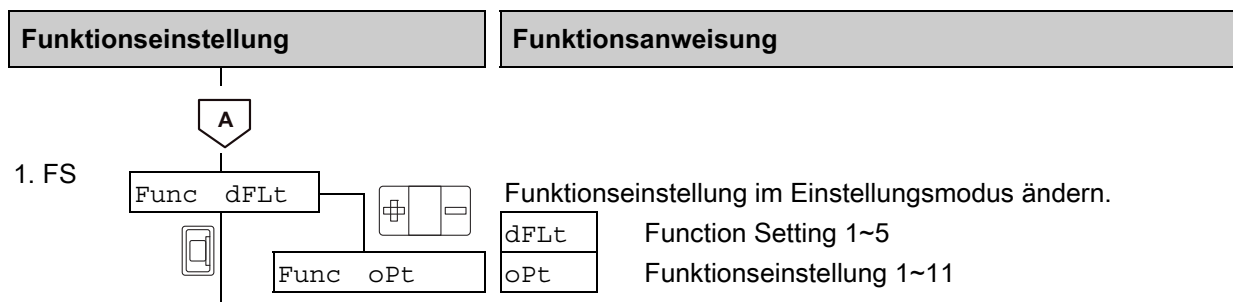 Funktionseinstellung
Funktionsanweisung
A
1. FS
Func dFLt
Funktionseinstellung im Einstellungsmodus ändern.
dFLt Function Setting 1~5
Func oPt
oPt Funktionseinstellung 1~11